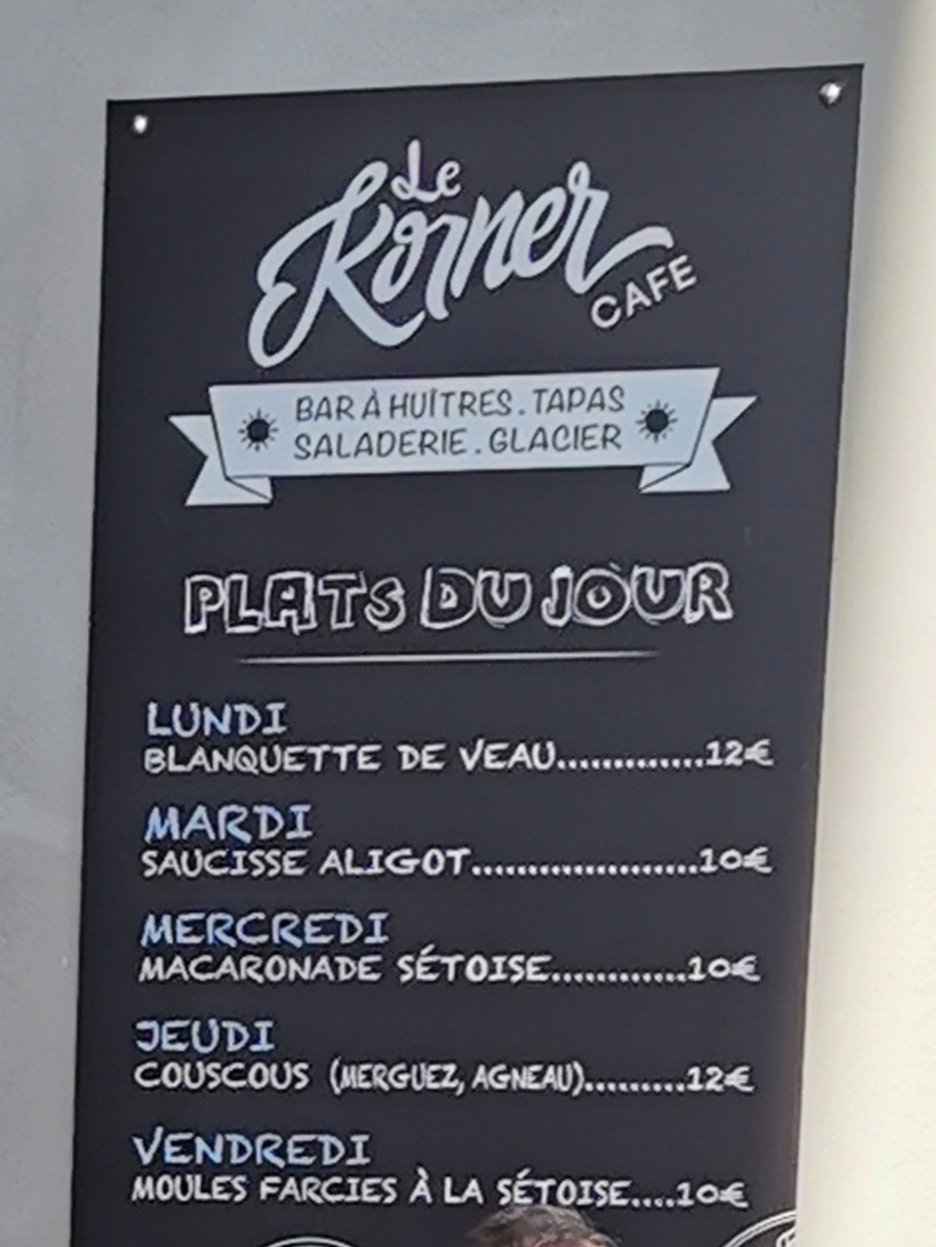 Le
Korner
CAFE
BAR À HUÎTRES . TAPAS
SALADERIE . GLACIER
PLATS DU JOUR
LUNDI
BLANQUETTE DE VEAU.............12€
MARDI
SAUCISSE ALIGOT.....................10€
MERCREDI
MACARONADE SÉTOISE............10€
JEUDI
COUSCOUS (MERGUEZ, AGNEAU).........12€
VENDREDI
MOULES FARCIES À LA SÉTOISE....10€